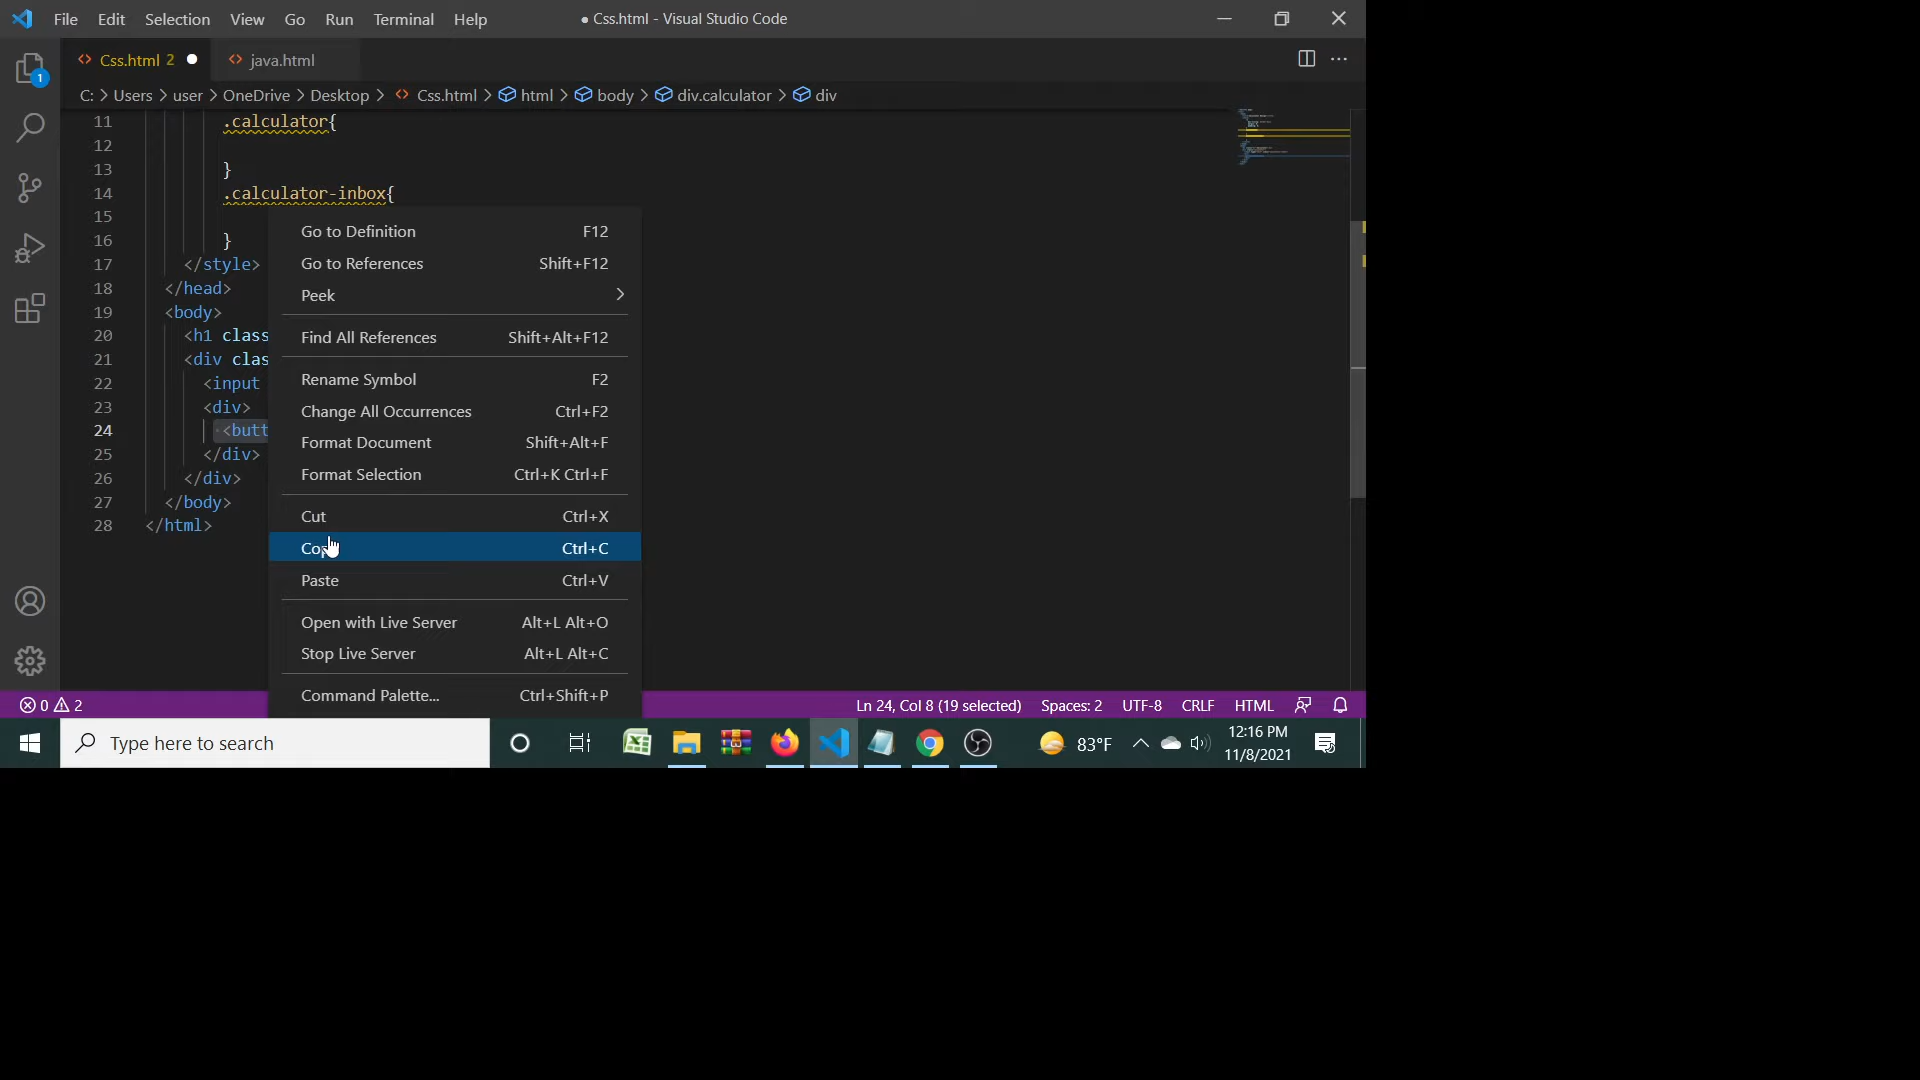 File Edit Selection View Go Run Terminal Help ● Css.html - Visual Studio Code
Css.html 2 ● java.html
C: > Users > user > OneDrive > Desktop > Css.html > html > body > div.calculator > div
1
11 .calculator{
12
13 }
14 .calculator-inbox{
15
16 }
17 </style>
18 </head>
19 <body>
20 <h1 class
21 <div clas
22 <input
23 <div>
24 <butt
25 </div>
26 </div>
27 </body>
28 </html>
Go to Definition F12
Go to References Shift+F12
Peek >
Find All References Shift+Alt+F12
Rename Symbol F2
Change All Occurrences Ctrl+F2
Format Document Shift+Alt+F
Format Selection Ctrl+K Ctrl+F
Cut Ctrl+X
Copy Ctrl+C
Paste Ctrl+V
Open with Live Server Alt+L Alt+O
Stop Live Server Alt+L Alt+C
Command Palette... Ctrl+Shift+P
0 2 Ln 24, Col 8 (19 selected) Spaces: 2 UTF-8 CRLF HTML
Type here to search 83°F 12:16 PM
11/8/2021